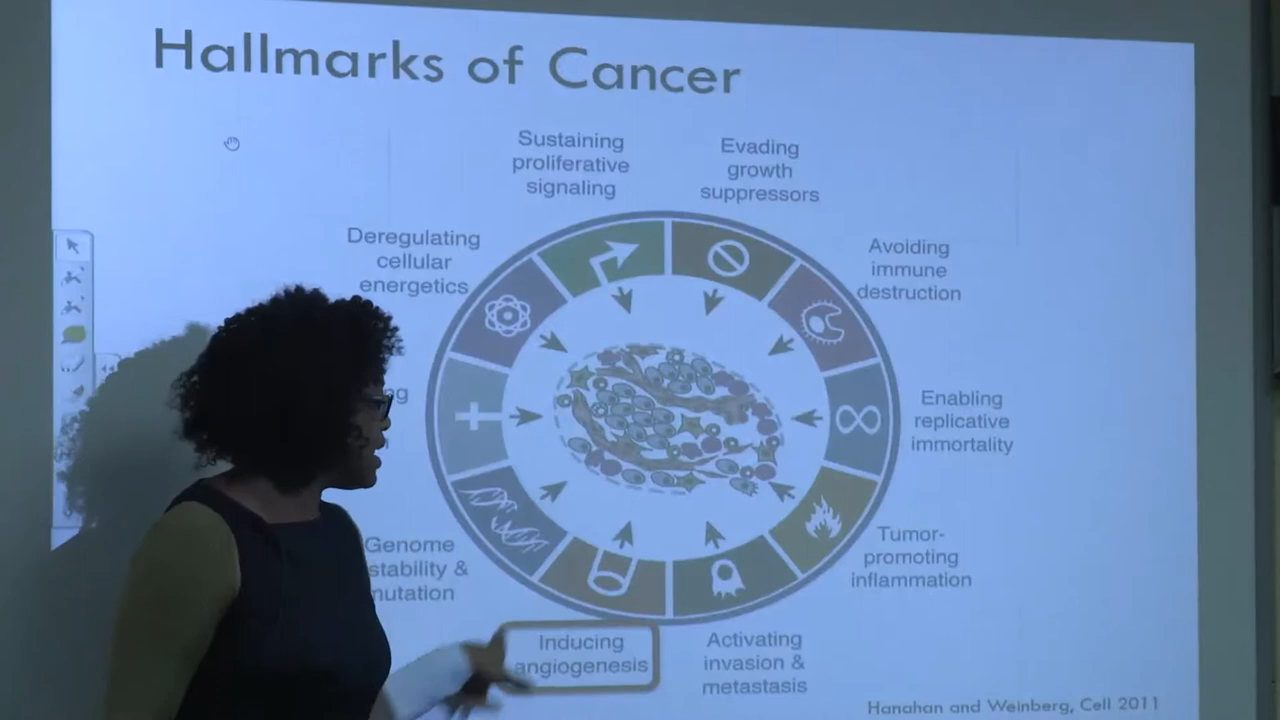 Hallmarks of Cancer
Sustaining
proliferative
signaling
Evading
growth
suppressors
Deregulating
cellular
energetics
Avoiding
immune
destruction
Enabling
replicative
immortality
Genome
stability &
mutation
Tumor-
promoting
inflammation
Inducing
angiogenesis
Activating
invasion &
metastasis
Hanahan and Weinberg, Cell 2011